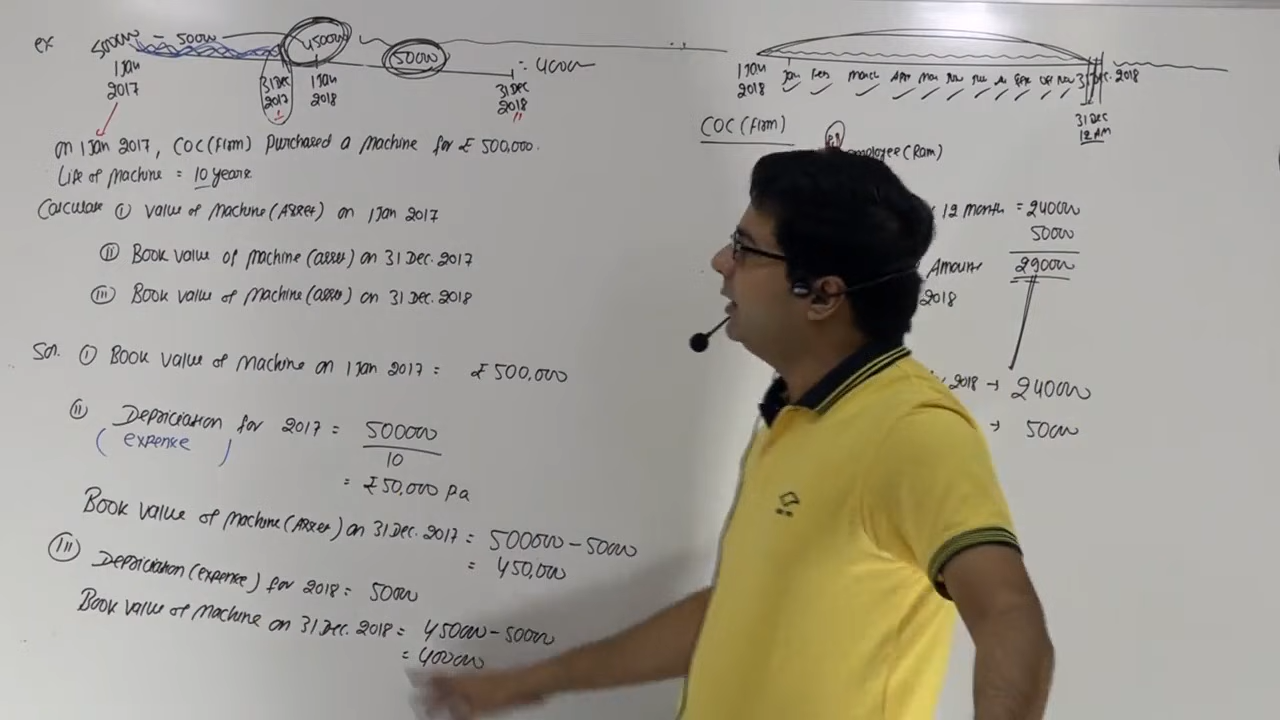 ex
500000 - 50000
450000
50000
= 400000
1 Jan
2017
31 Dec
2017
1 Jan
2018
31 Dec
2018
On 1 Jan 2017, COC (Firm) Purchased a Machine for ₤ 500,000.
Life of Machine = 10 years
Calculate (I) value of Machine (Asset) on 1 Jan 2017
(II) Book value of Machine (asset) on 31 Dec. 2017
(III) Book value of Machine (asset) on 31 Dec. 2018
Sol. (I) Book value of Machine on 1 Jan 2017 = ₤ 500,000
(II) Depriciation for 2017 = 500000
(expense)
10
= ₤ 50,000 pa
Book value of Machine (Asset) on 31 Dec. 2017 = 500000 - 50000
= 450,000
(III) Depriciation (expense) for 2018 = 50000
Book value of Machine on 31 Dec. 2018 = 450000 - 50000
= 400000
1 Jan
2018
Jan Feb March Apr Mai Jun Jul Sep Oct Nov 31 Dec. 2018
31 Dec
12 AM
COC (Firm)
employee (Ram)
12 month = 240000
50000
Amount 290000
2018
2018 → 240000
→ 50000